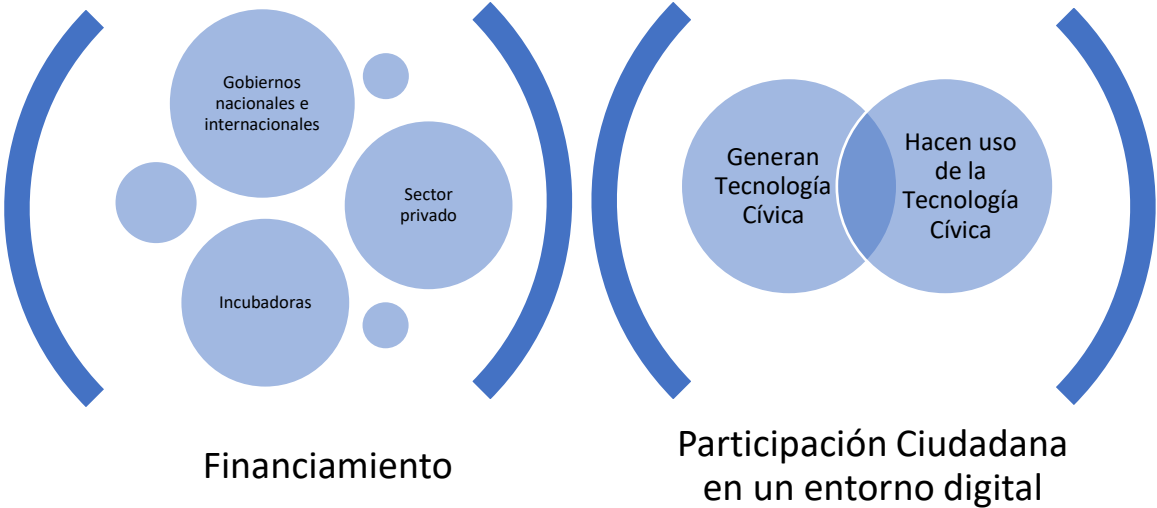 Gobiernos
nacionales e
internacionales
Sector
privado
Incubadoras
Financiamiento
Generan
Tecnología
Cívica
Hacen uso
de la
Tecnología
Cívica
Participación Ciudadana
en un entorno digital